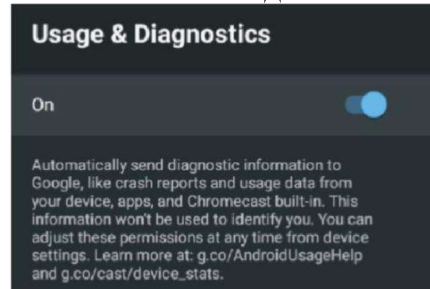 Usage & Diagnostics
On
Automatically send diagnostic information to
Google, like crash reports and usage data from
your device, apps, and Chromecast built-in. This
information won't be used to identify you. You can
adjust these permissions at any time from device
settings. Learn more at: g.co/AndroidUsageHelp
and g.co/cast/device_stats.